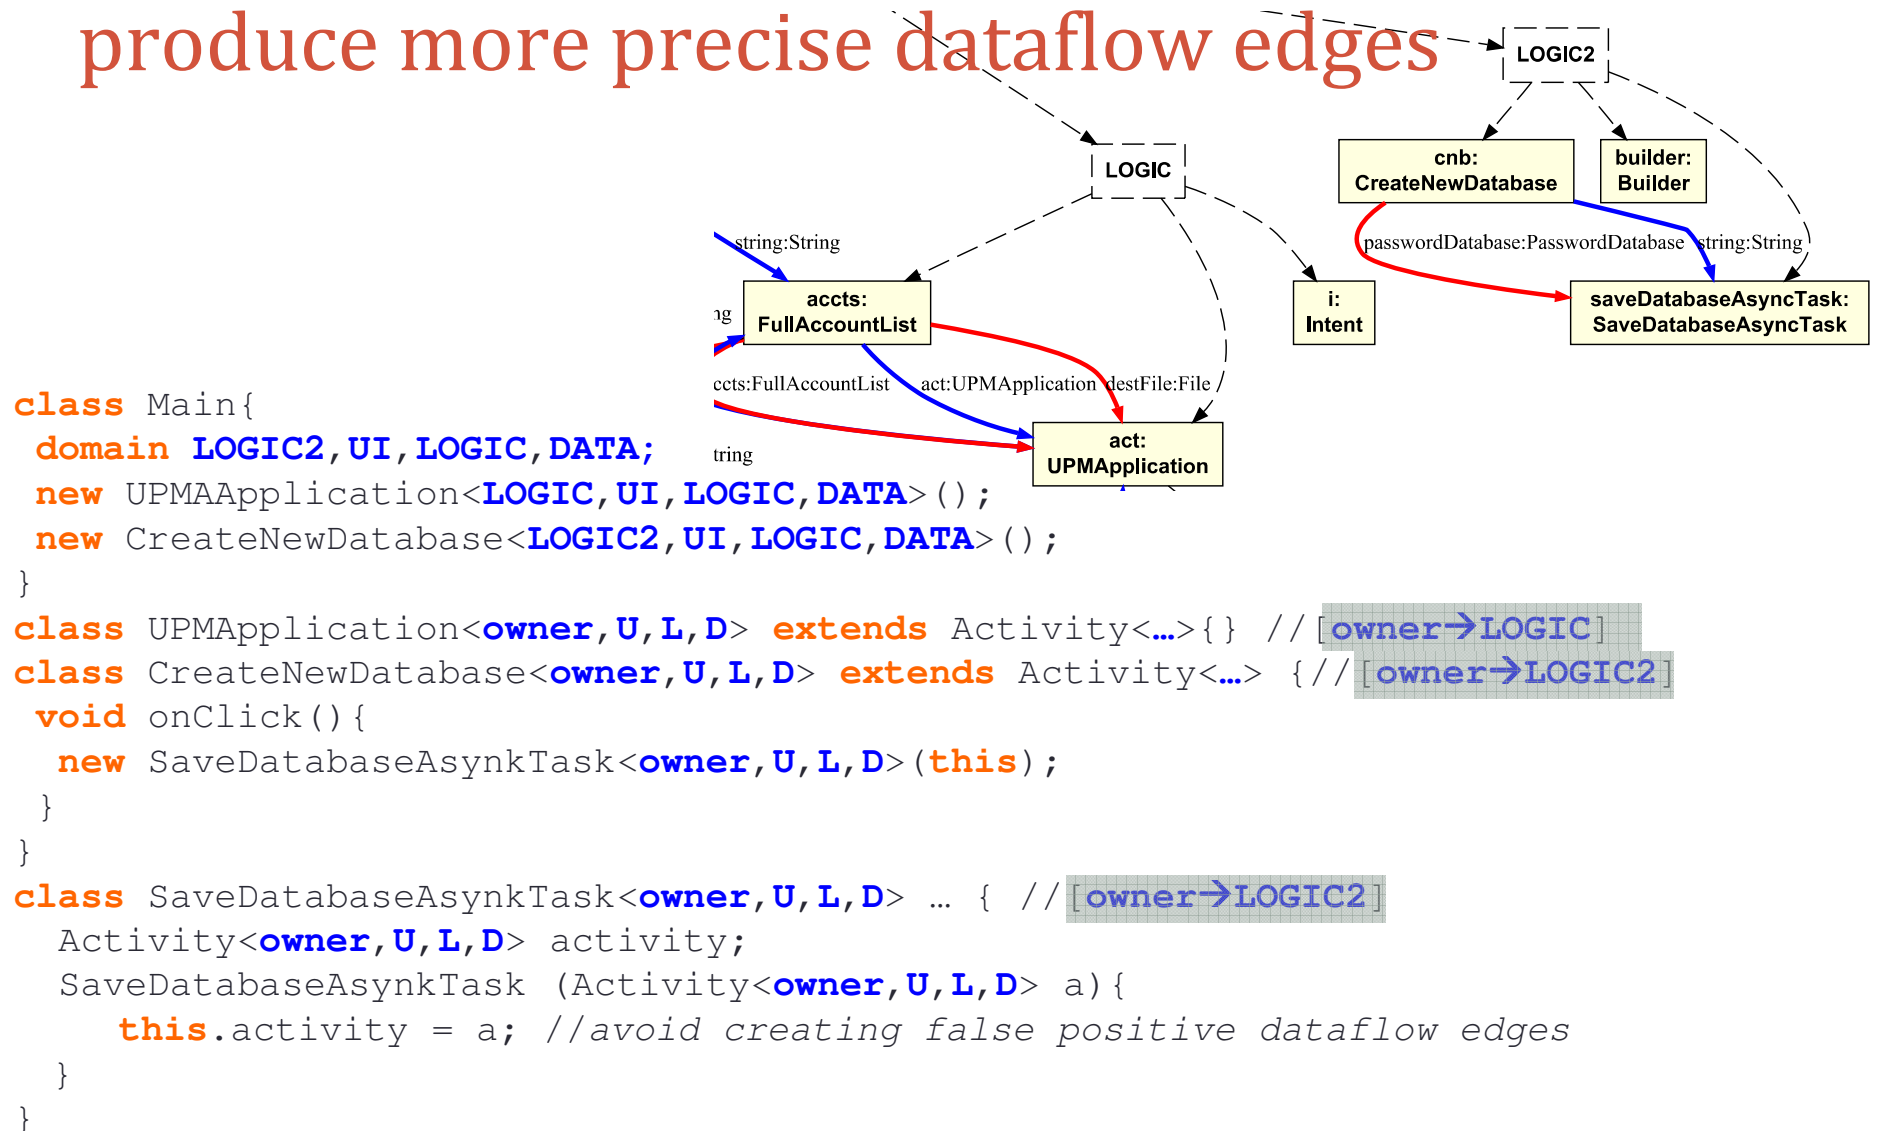 produce more precise dataflow edges
LOGIC2
cnb:
CreateNewDatabase
builder:
Builder
LOGIC
string:String
passwordDatabase:PasswordDatabase
string:String
accts:
FullAccountList
i:
Intent
saveDatabaseAsyncTask:
SaveDatabaseAsyncTask
ng
ccts:FullAccountList
act:UPMApplication
destFile:File
act:
UPMApplication
tring
class Main{
domain LOGIC2,UI,LOGIC,DATA;
new UPMAApplication<LOGIC,UI,LOGIC,DATA>();
new CreateNewDatabase<LOGIC2,UI,LOGIC,DATA>();
}
class UPMApplication<owner,U,L,D> extends Activity<…>{} //[owner→LOGIC]
class CreateNewDatabase<owner,U,L,D> extends Activity<…> {//[owner→LOGIC2]
void onClick(){
new SaveDatabaseAsynkTask<owner,U,L,D>(this);
}
}
class SaveDatabaseAsynkTask<owner,U,L,D> … { //[owner→LOGIC2]
Activity<owner,U,L,D> activity;
SaveDatabaseAsynkTask (Activity<owner,U,L,D> a){
this.activity = a; //avoid creating false positive dataflow edges
}
}